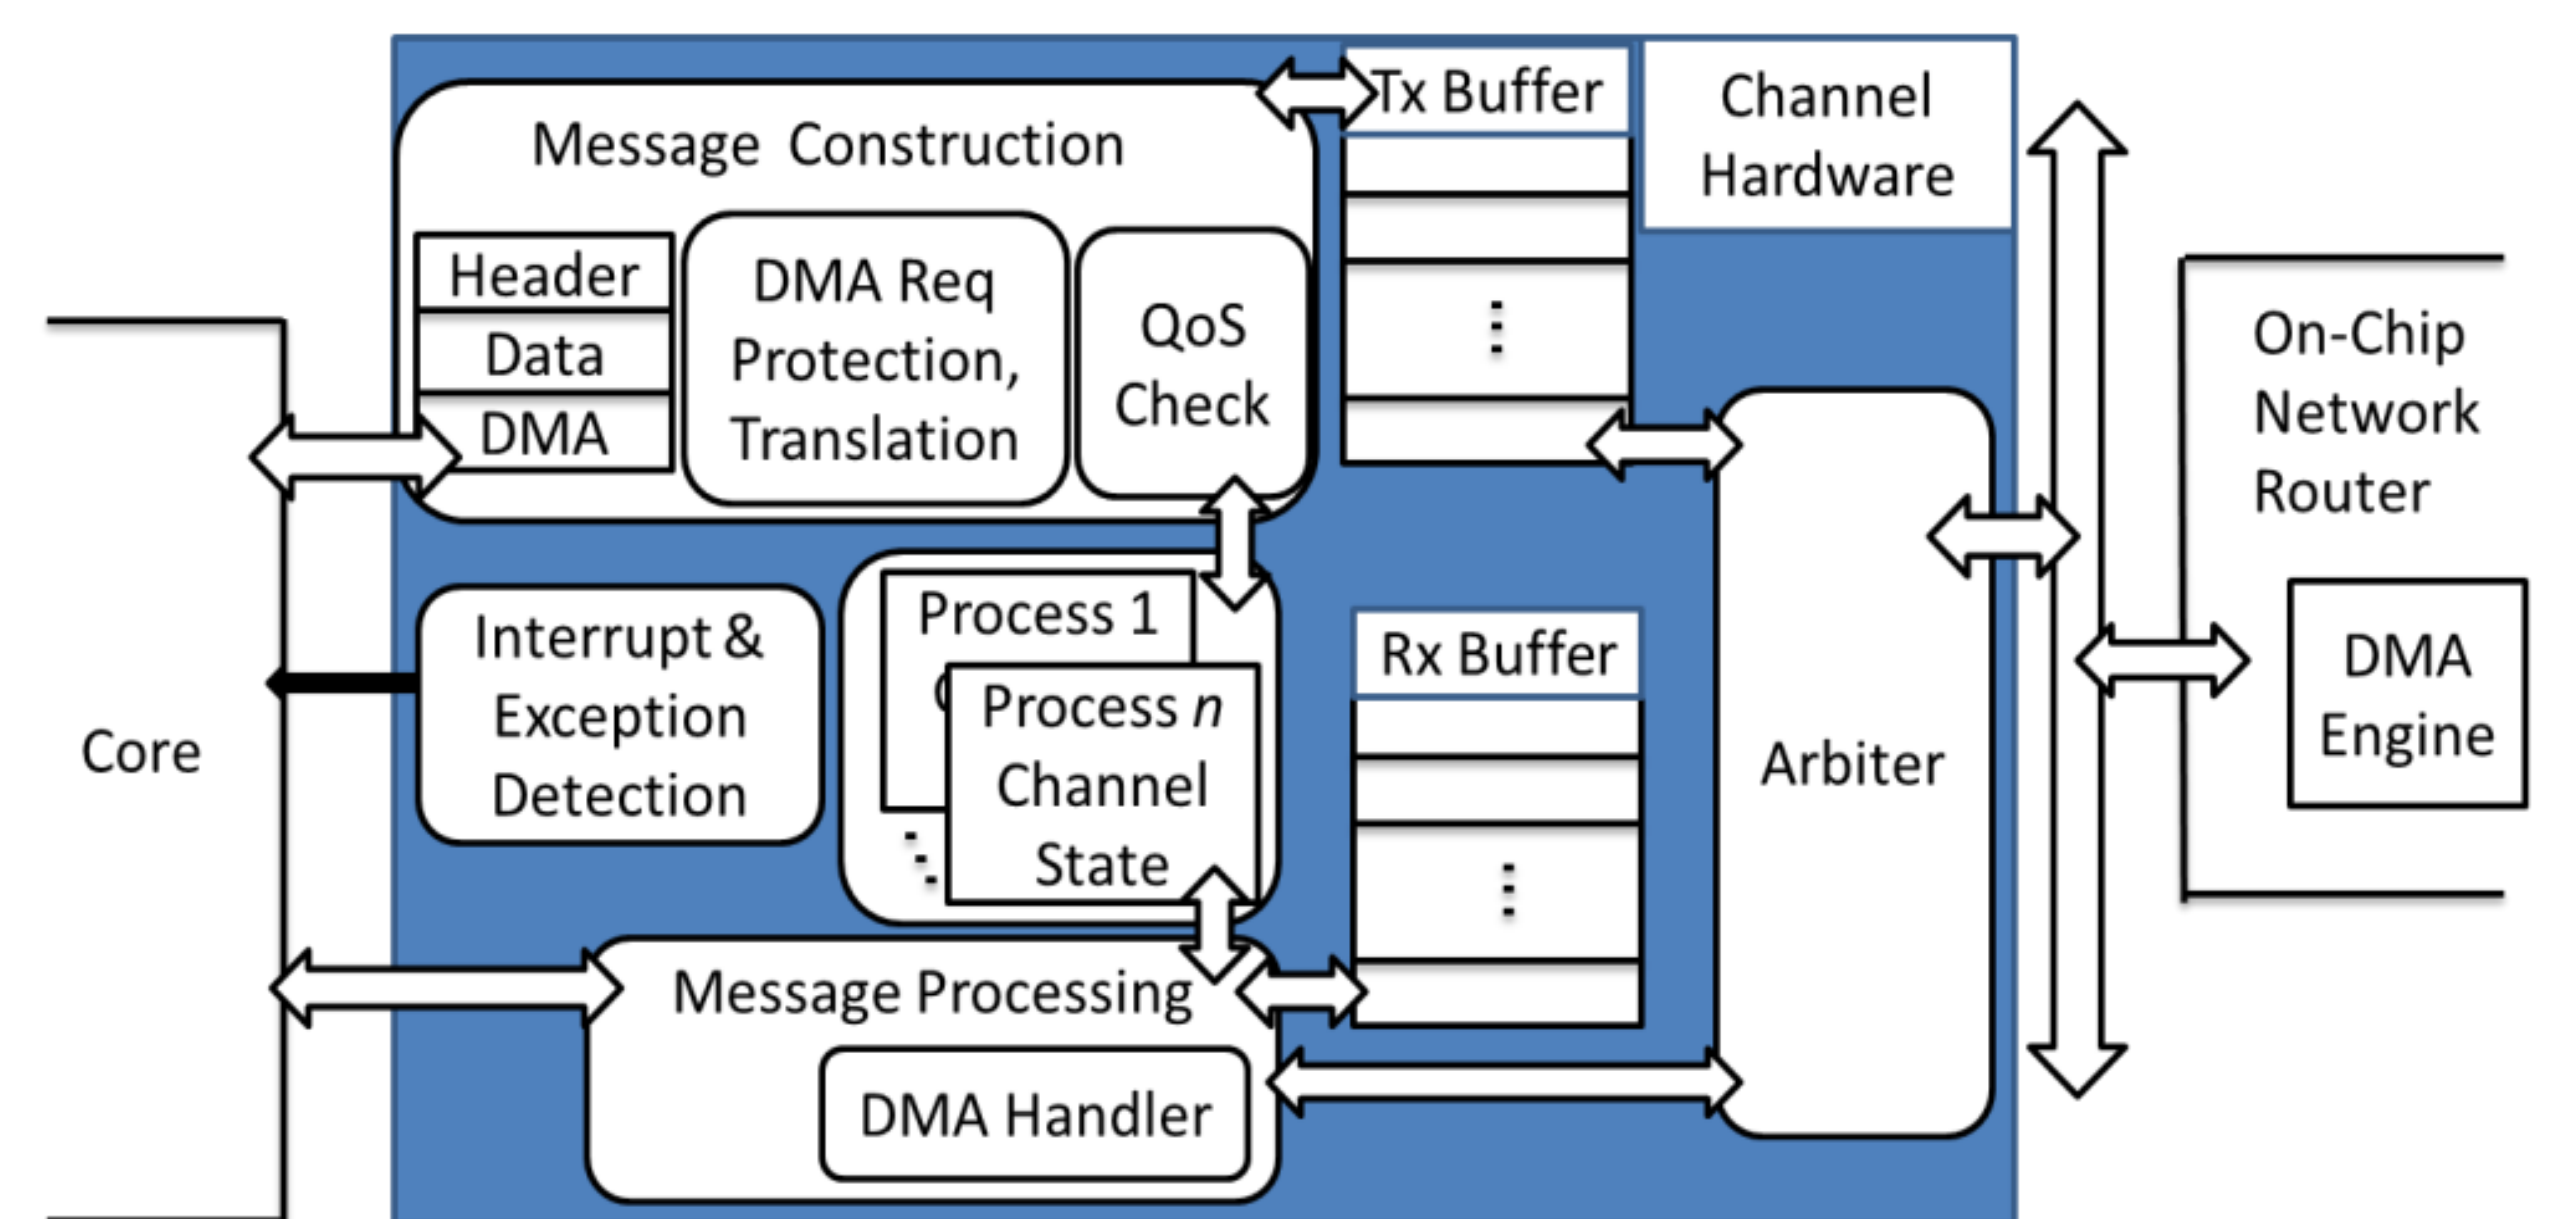 Message Construction
Header
Data
DMA
DMA Req
Protection,
Translation
QoS
Check
Tx Buffer
Channel
Hardware
On-Chip
Network
Router
DMA
Engine
Core
Interrupt &
Exception
Detection
Process 1
Process n
Channel
State
Rx Buffer
Arbiter
Message Processing
DMA Handler